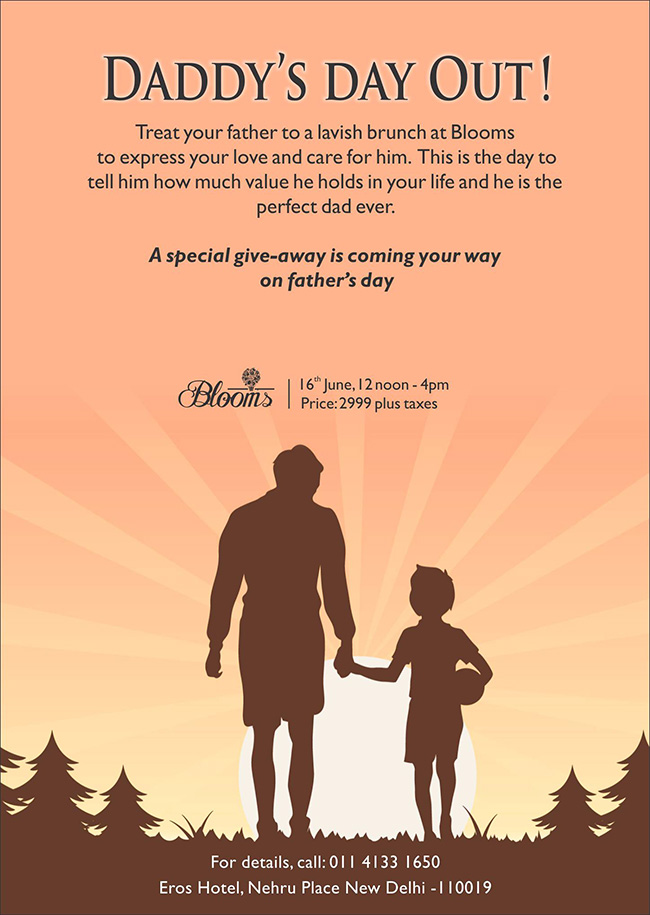 DADDY'S DAY OUT!
Treat your father to a lavish brunch at Blooms
to express your love and care for him. This is the day to
tell him how much value he holds in your life and he is the
perfect dad ever.
A special give-away is coming your way
on father's day
Blooms
16th June, 12 noon - 4pm
Price: 2999 plus taxes
For details, call: 011 4133 1650
Eros Hotel, Nehru Place New Delhi -110019